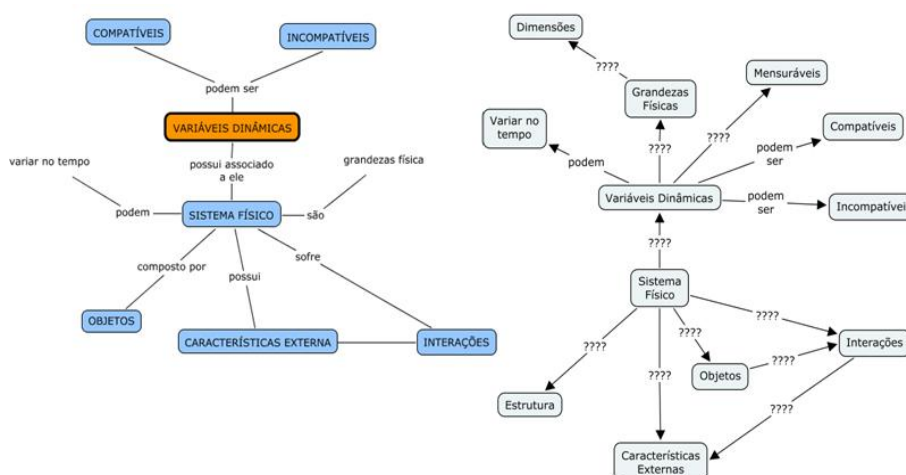 COMPATÍVEIS
INCOMPATÍVEIS
podem ser
VARIÁVEIS DINÂMICAS
variar no tempo
possui associado
a ele
grandezas física
podem
SISTEMA FÍSICO
são
composto por
possui
sofre
OBJETOS
CARACTERÍSTICAS EXTERNA
INTERAÇÕES
Dimensões
????
Grandezas
Físicas
Mensuráveis
Variar no
tempo
????
????
podem
podem
ser
Compatíveis
Variáveis Dinâmicas
podem
ser
Incompatível
????
Sistema
Físico
????
????
????
????
????
Objetos
Interações
Estrutura
????
Características
Externas